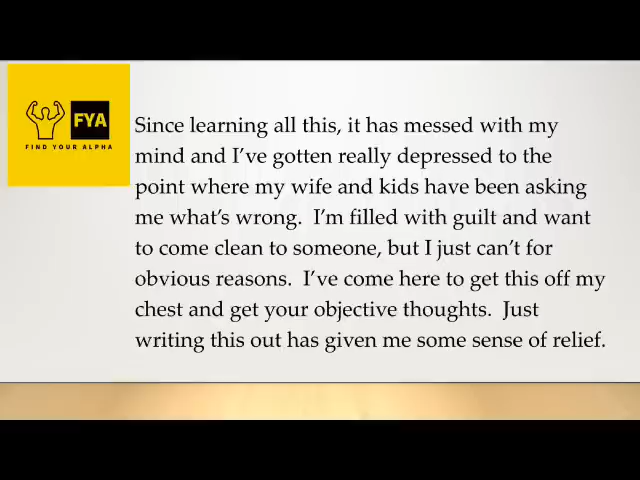 FYA
FIND YOUR ALPHA
Since learning all this, it has messed with my
mind and I've gotten really depressed to the
point where my wife and kids have been asking
me what's wrong.  I'm filled with guilt and want
to come clean to someone, but I just can't for
obvious reasons.  I've come here to get this off my
chest and get your objective thoughts.  Just
writing this out has given me some sense of relief.